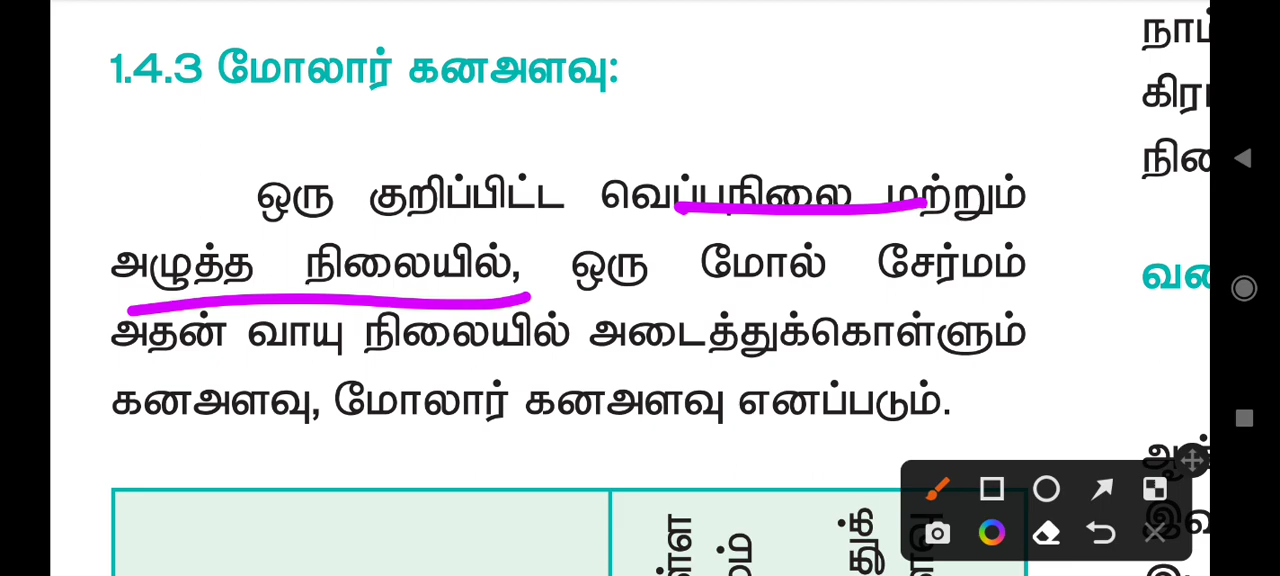 1.4.3 மோலார் கனஅளவு:
ஒரு குறிப்பிட்ட வெப்பநிலை மற்றும்
அழுத்த நிலையில், ஒரு மோல் சேர்மம்
அதன் வாயு நிலையில் அடைத்துக்கொள்ளும்
கனஅளவு, மோலார் கனஅளவு எனப்படும்.